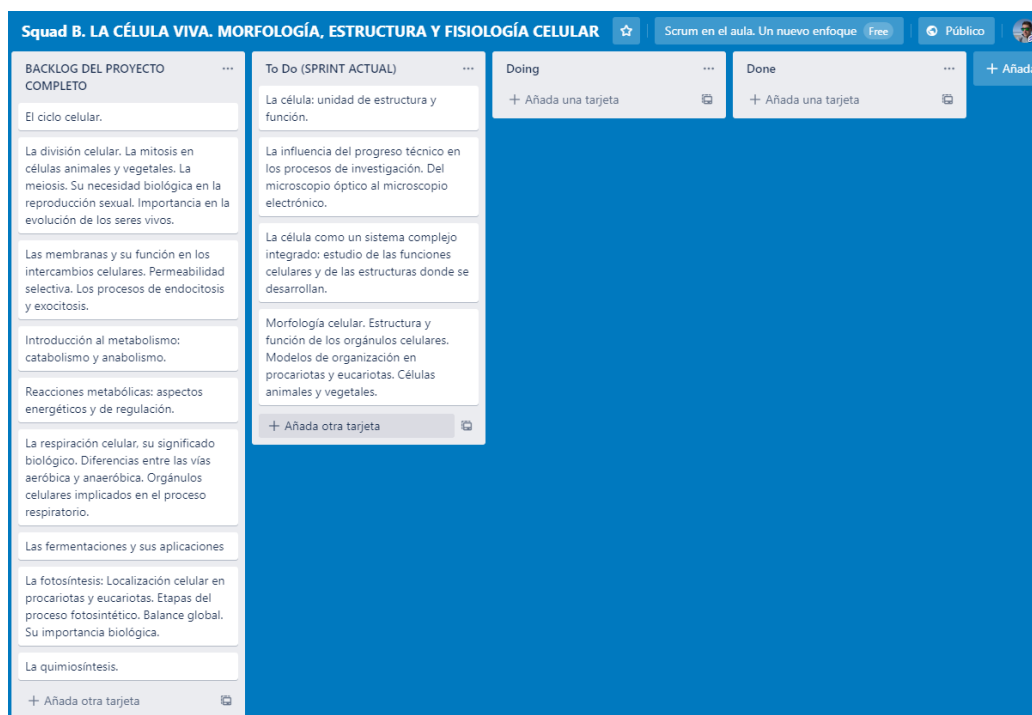 Squad B. LA CÉLULA VIVA. MORFOLOGÍA, ESTRUCTURA Y FISIOLOGÍA CELULAR
Scrum en el aula. Un nuevo enfoque Free
Público
BACKLOG DEL PROYECTO
COMPLETO
El ciclo celular.
La división celular. La mitosis en
células animales y vegetales. La
meiosis. Su necesidad biológica en la
reproducción sexual. Importancia en la
evolución de los seres vivos.
Las membranas y su función en los
intercambios celulares. Permeabilidad
selectiva. Los procesos de endocitosis
y exocitosis.
Introducción al metabolismo:
catabolismo y anabolismo.
Reacciones metabólicas: aspectos
energéticos y de regulación.
La respiración celular, su significado
biológico. Diferencias entre las vías
aeróbica y anaeróbica. Orgánulos
celulares implicados en el proceso
respiratorio.
Las fermentaciones y sus aplicaciones
La fotosíntesis: Localización celular en
procariotas y eucariotas. Etapas del
proceso fotosintético. Balance global.
Su importancia biológica.
La quimiosíntesis.
+ Añada otra tarjeta
To Do (SPRINT ACTUAL)
La célula: unidad de estructura y
función.
La influencia del progreso técnico en
los procesos de investigación. Del
microscopio óptico al microscopio
electrónico.
La célula como un sistema complejo
integrado: estudio de las funciones
celulares y de las estructuras donde se
desarrollan.
Morfología celular. Estructura y
función de los orgánulos celulares.
Modelos de organización en
procariotas y eucariotas. Células
animales y vegetales.
+ Añada otra tarjeta
Doing
+ Añada una tarjeta
Done
+ Añada una tarjeta
+ Añada